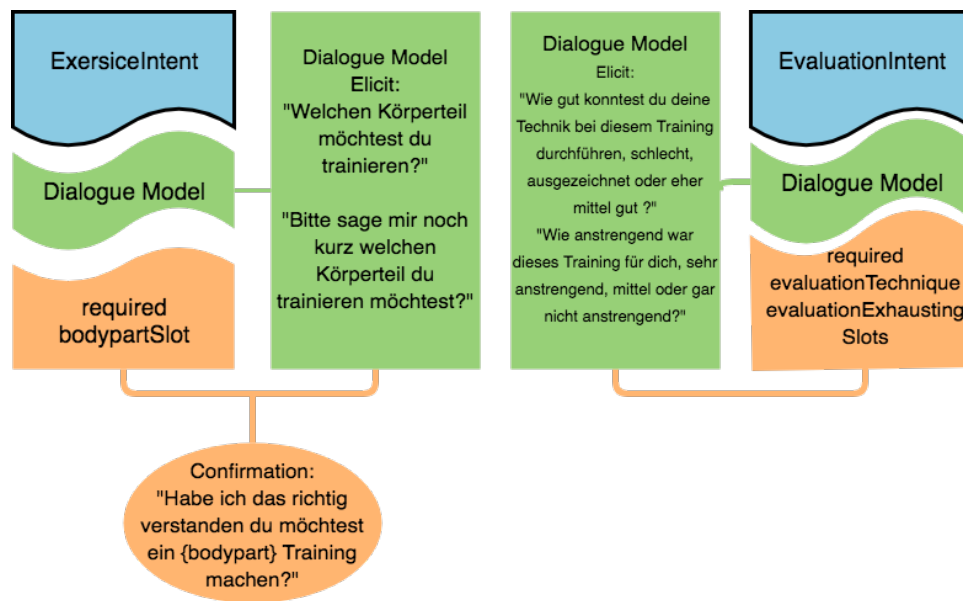 ExersiceIntent
Dialogue Model
required
bodypartSlot
Dialogue Model
Elicit:
"Welchen Körperteil
möchtest du
trainieren?"
"Bitte sage mir noch
kurz welchen
Körperteil du
trainieren möchtest?"
Confirmation:
"Habe ich das richtig
verstanden du möchtest
ein {bodypart} Training
machen?"
Dialogue Model
Elicit:
"Wie gut konntest du deine
Technik bei diesem Training
durchführen, schlecht,
ausgezeichnet oder eher
mittel gut ?"
"Wie anstrengend war
dieses Training für dich, sehr
anstrengend, mittel oder gar
nicht anstrengend?"
EvaluationIntent
Dialogue Model
required
evaluationTechnique
evaluationExhausting
Slots